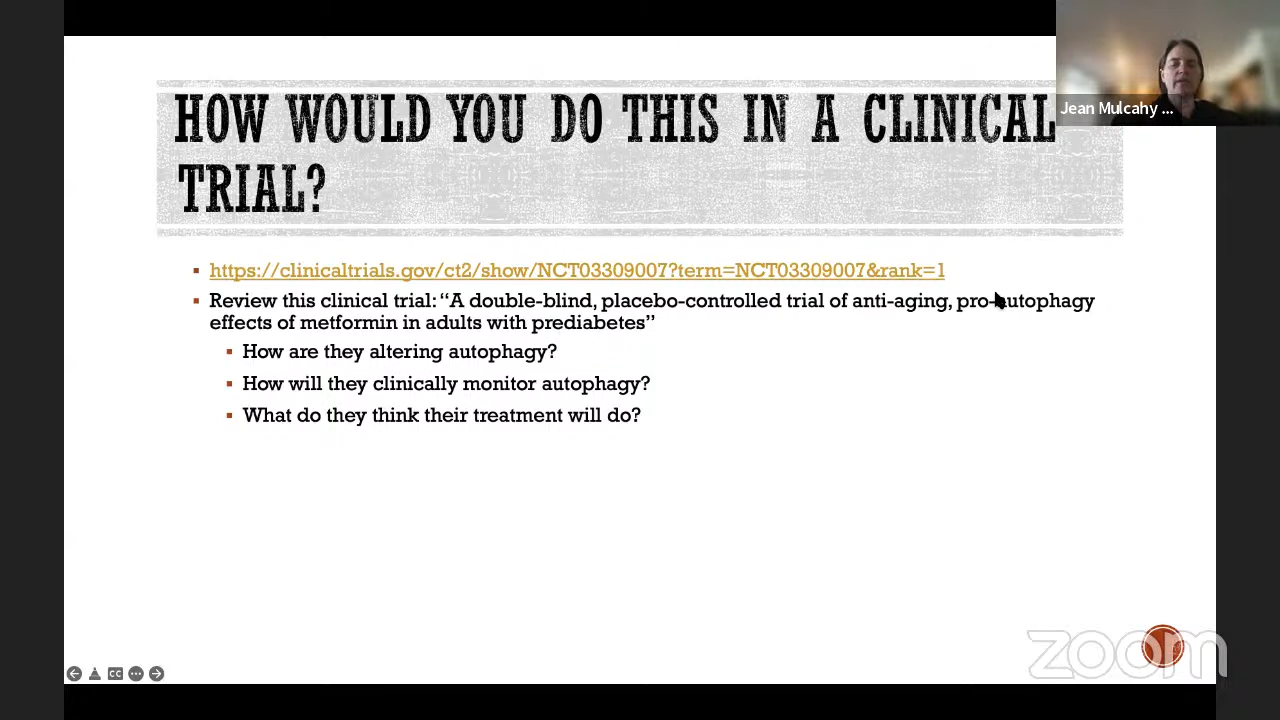 Jean Mulcahy ...
HOW WOULD YOU DO THIS IN A CLINICAL
TRIAL?
▪ https://clinicaltrials.gov/ct2/show/NCT03309007?term=NCT03309007&rank=1
▪ Review this clinical trial: “A double-blind, placebo-controlled trial of anti-aging, pro-autophagy
effects of metformin in adults with prediabetes”
▪ How are they altering autophagy?
▪ How will they clinically monitor autophagy?
▪ What do they think their treatment will do?
CC
zoom